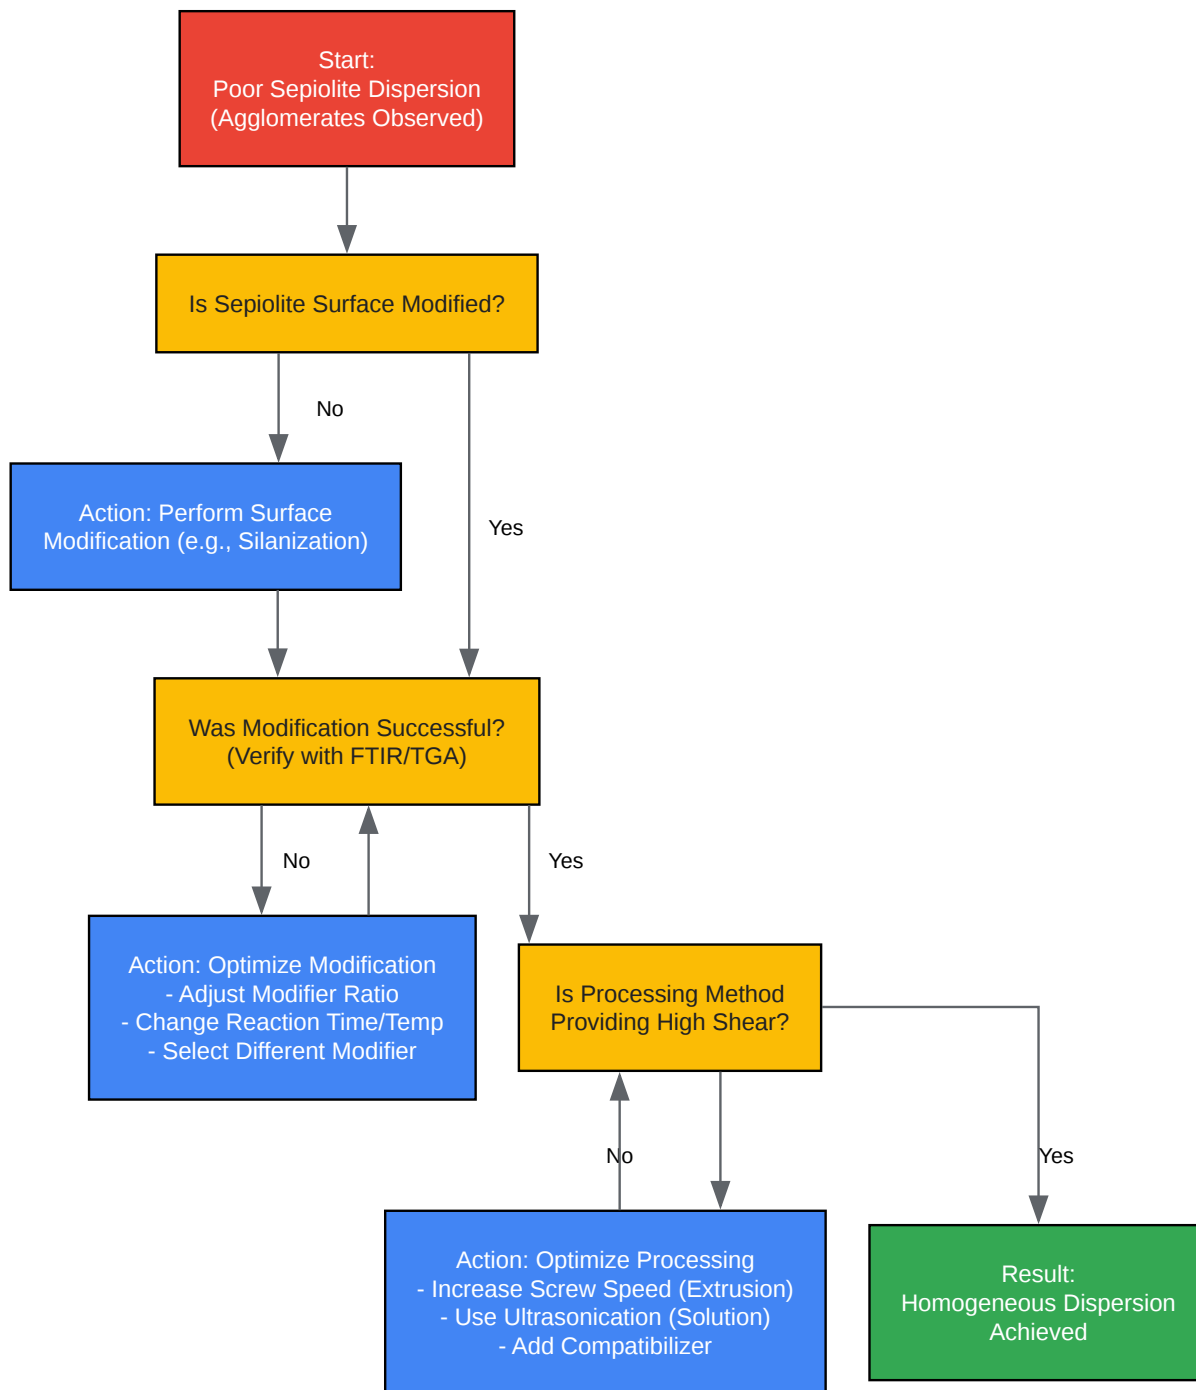 Start:
Poor Sepiolite Dispersion
(Agglomerates Observed)
Is Sepiolite Surface Modified?
No
Action: Perform Surface
Modification (e.g., Silanization)
Yes
Was Modification Successful?
(Verify with FTIR/TGA)
No
Yes
Action: Optimize Modification
- Adjust Modifier Ratio
- Change Reaction Time/Temp
- Select Different Modifier
Is Processing Method
Providing High Shear?
No
Yes
Action: Optimize Processing
- Increase Screw Speed (Extrusion)
- Use Ultrasonication (Solution)
- Add Compatibilizer
Result:
Homogeneous Dispersion
Achieved